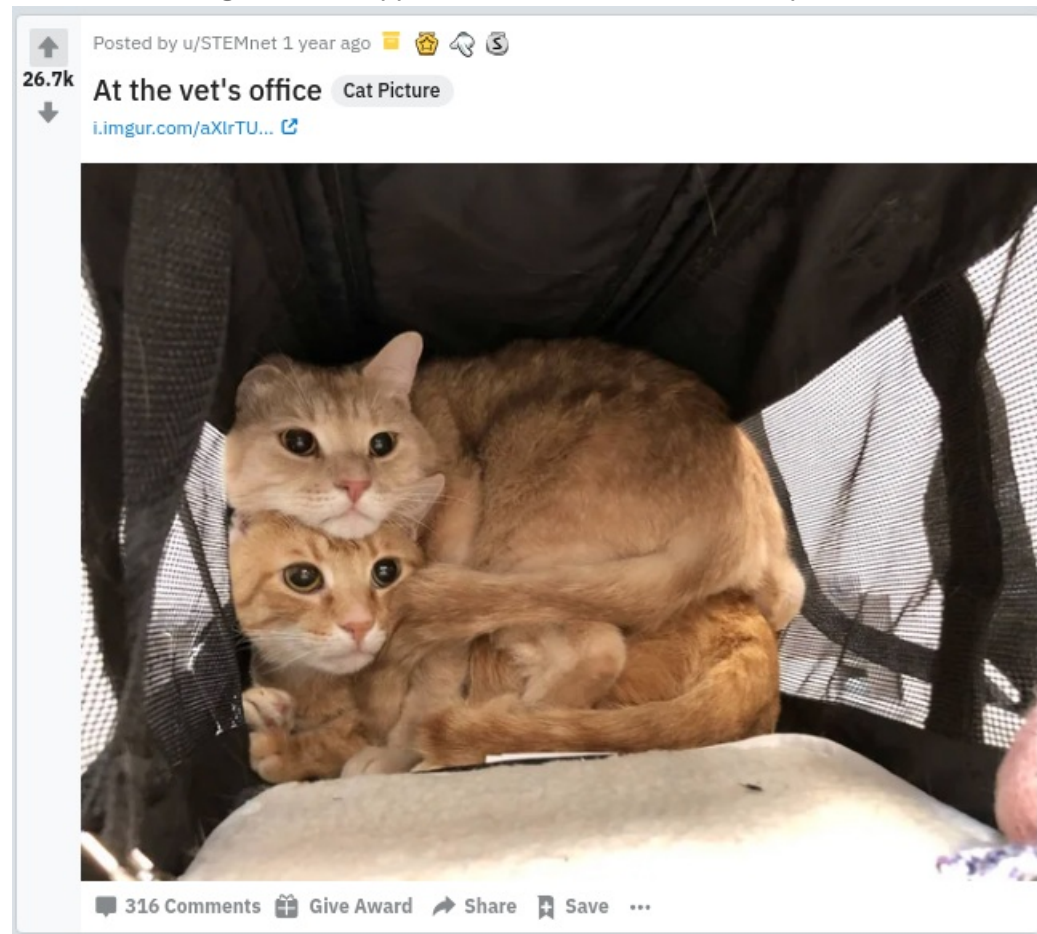 Posted by u/STEMnet 1 year ago
26.7k
At the vet's office Cat Picture
i.imgur.com/aXlrTU...
316 Comments Give Award Share Save ...